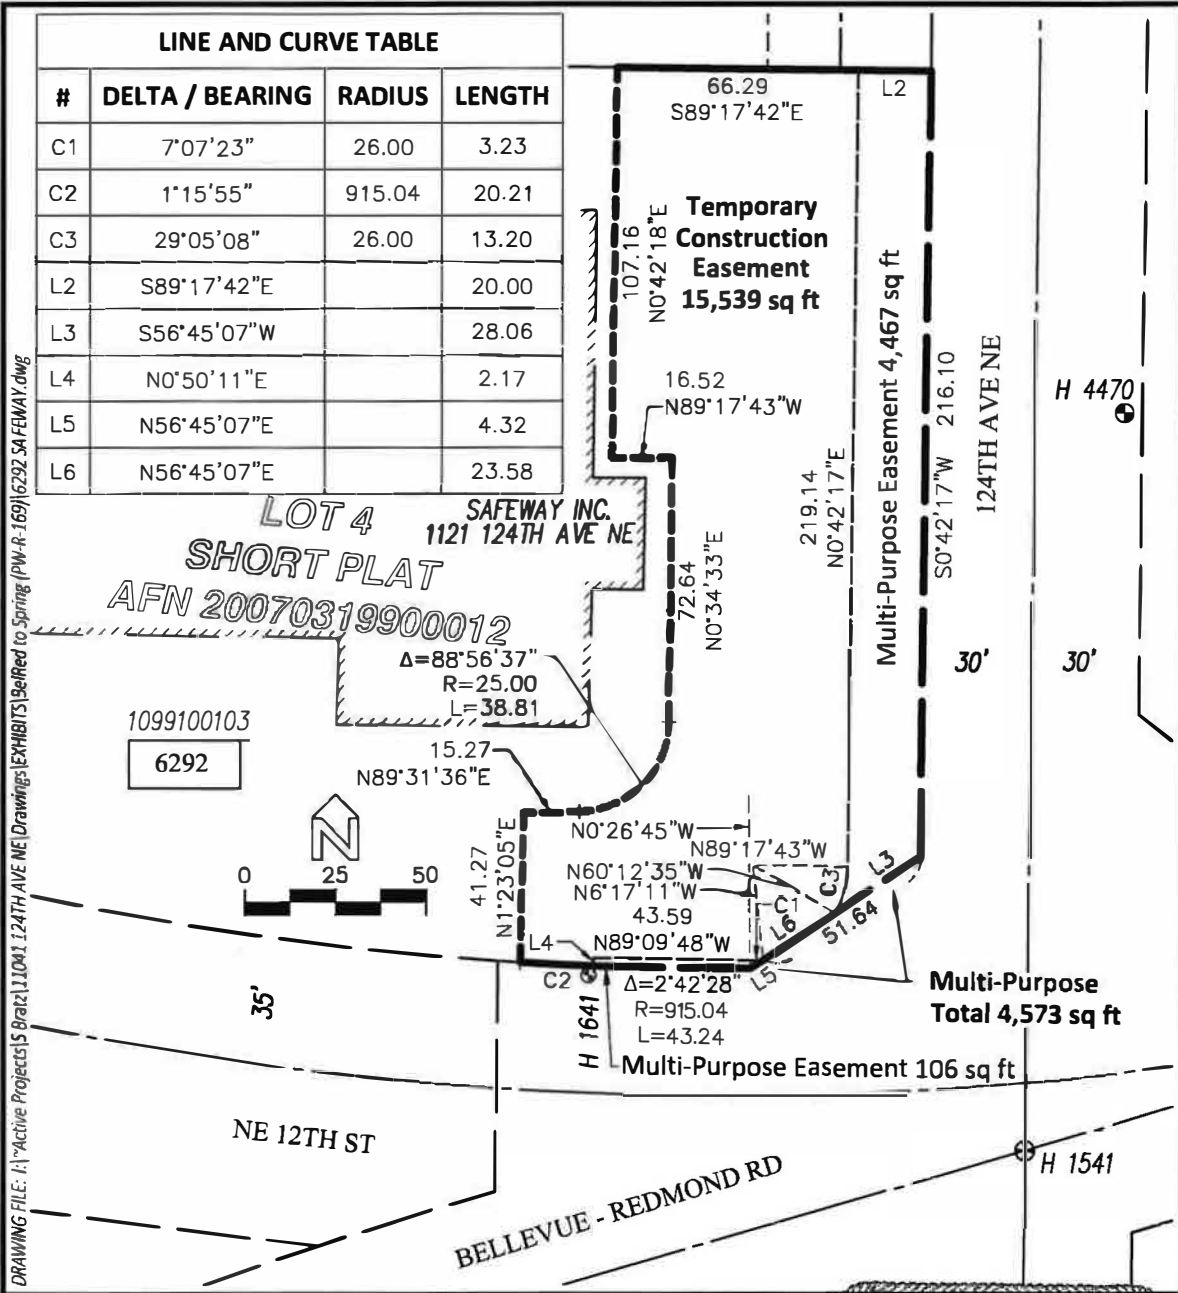 LINE AND CURVE TABLE
# DELTA / BEARING RADIUS LENGTH
C1 7°07'23" 26.00 3.23
C2 1°15'55" 915.04 20.21
C3 29°05'08" 26.00 13.20
L2 S89°17'42"E 20.00
L3 S56°45'07"W 28.06
L4 N0°50'11"E 2.17
L5 N56°45'07"E 4.32
L6 N56°45'07"E 23.58
66.29
S89°17'42"E
L2
107.16
N0°42'18"E
Temporary
Construction
Easement
15,539 sq ft
Multi-Purpose Easement 4,467 sq ft
S0°42'17"W 216.10
124TH AVE NE
H 4470
16.52
N89°17'43"W
219.14
N0°42'17"E
LOT 4
SHORT PLAT
AFN 20070319900012
SAFEWAY INC.
1121 124TH AVE NE
72.64
N0°34'33"E
30'
30'
Δ=88°56'37"
R=25.00
L=38.81
1099100103
6292
15.27
N89°31'36"E
N
0 25 50
41.27
N1°23'05"E
N0°26'45"W
N89°17'43"W
N60°12'35"W
N6°17'11"W
43.59
N89°09'48"W
C3
L3
C1
L6
51.64
L4
C2
L5
Δ=2°42'28"
R=915.04
L=43.24
H 1641
35'
Multi-Purpose
Total 4,573 sq ft
Multi-Purpose Easement 106 sq ft
NE 12TH ST
BELLEVUE - REDMOND RD
H 1541
DRAWING FILE: I:\~Active Projects\S Bratz\11041 124TH AVE NE\Drawings\EXHIBITS\BelRed to Spring (PW-R-169)\6292 SAFEWAY.dwg